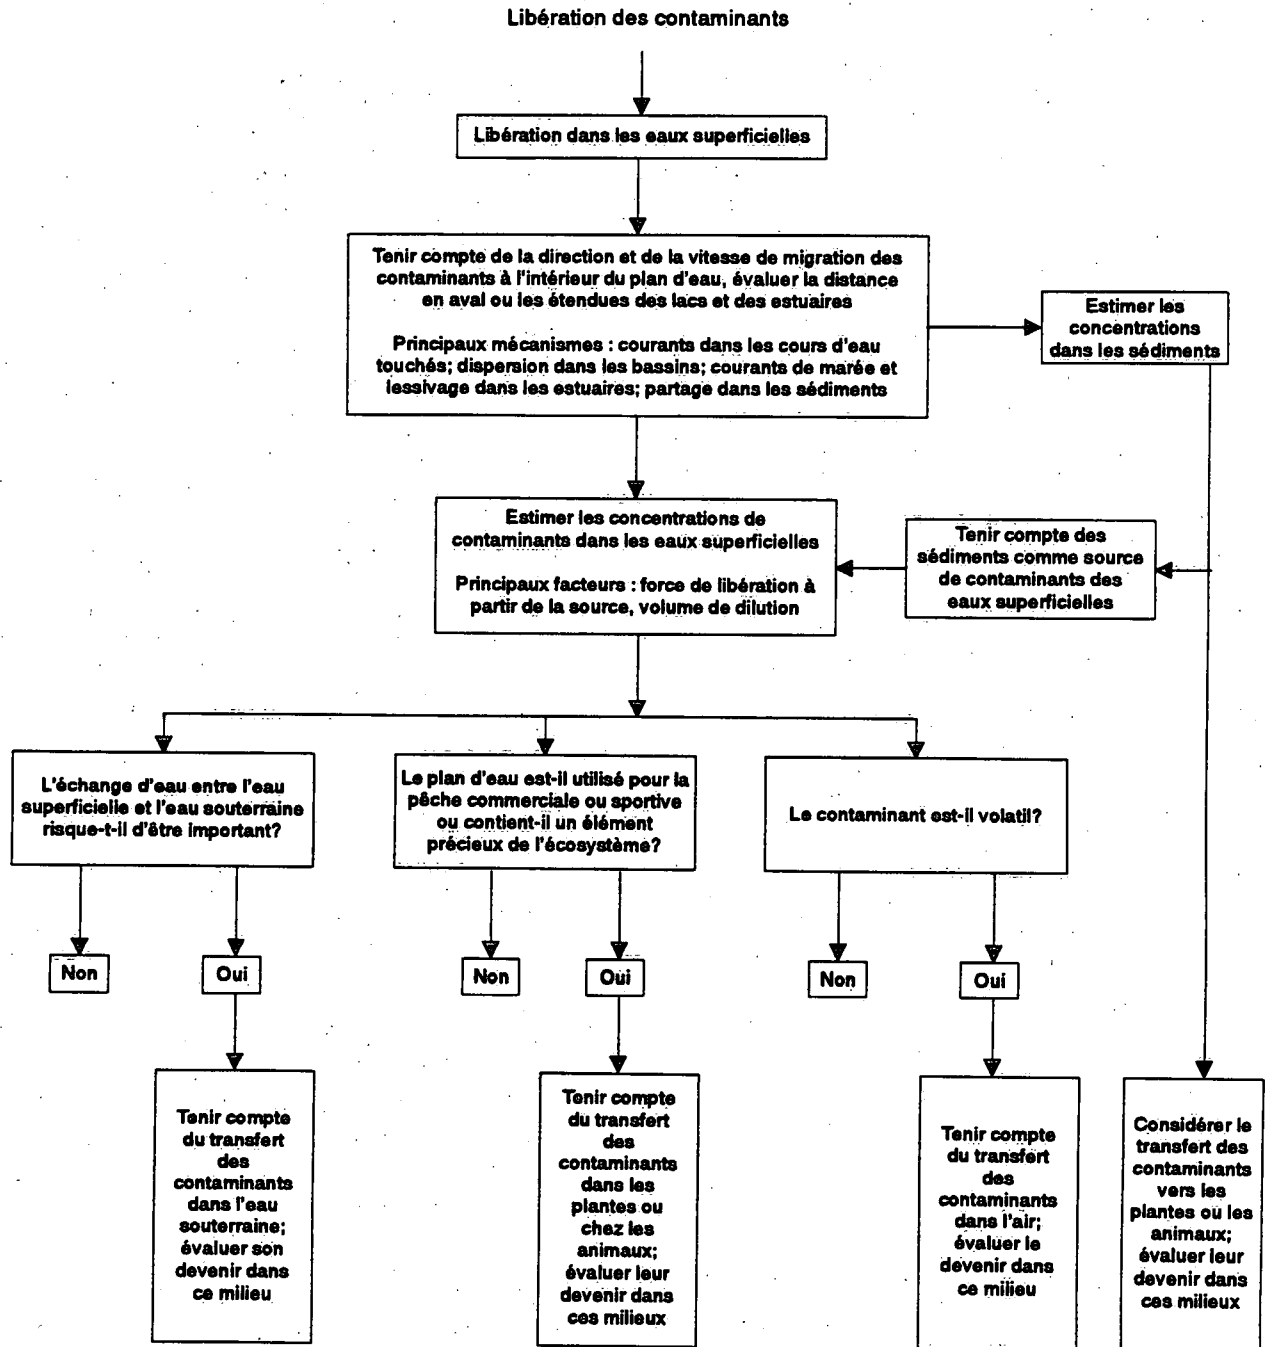 Libération des contaminants
Libération dans les eaux superficielles
Tenir compte de la direction et de la vitesse de migration des
contaminants à l'intérieur du plan d'eau, évaluer la distance
en aval ou les étendues des lacs et des estuaires
Principaux mécanismes : courants dans les cours d'eau
touchés; dispersion dans les bassins; courants de marée et
lessivage dans les estuaires; partage dans les sédiments
Estimer les
concentrations
dans les sédiments
Estimer les concentrations de
contaminants dans les eaux superficielles
Principaux facteurs : force de libération à
partir de la source, volume de dilution
Tenir compte des
sédiments comme source
de contaminants des
eaux superficielles
L'échange d'eau entre l'eau
superficielle et l'eau souterraine
risque-t-il d'être important?
Le plan d'eau est-il utilisé pour la
pêche commerciale ou sportive
ou contient-il un élément
précieux de l'écosystème?
Le contaminant est-il volatil?
Non
Oui
Non
Oui
Non
Oui
Tenir compte
du transfert
des
contaminants
dans l'eau
souterraine;
évaluer son
devenir dans
ce milieu
Tenir compte
du transfert
des
contaminants
dans les
plantes ou
chez les
animaux;
évaluer leur
devenir dans
ces milieux
Tenir compte
du transfert
des
contaminants
dans l'air;
évaluer le
devenir dans
ce milieu
Considérer le
transfert des
contaminants
vers les
plantes ou les
animaux;
évaluer leur
devenir dans
ces milieux